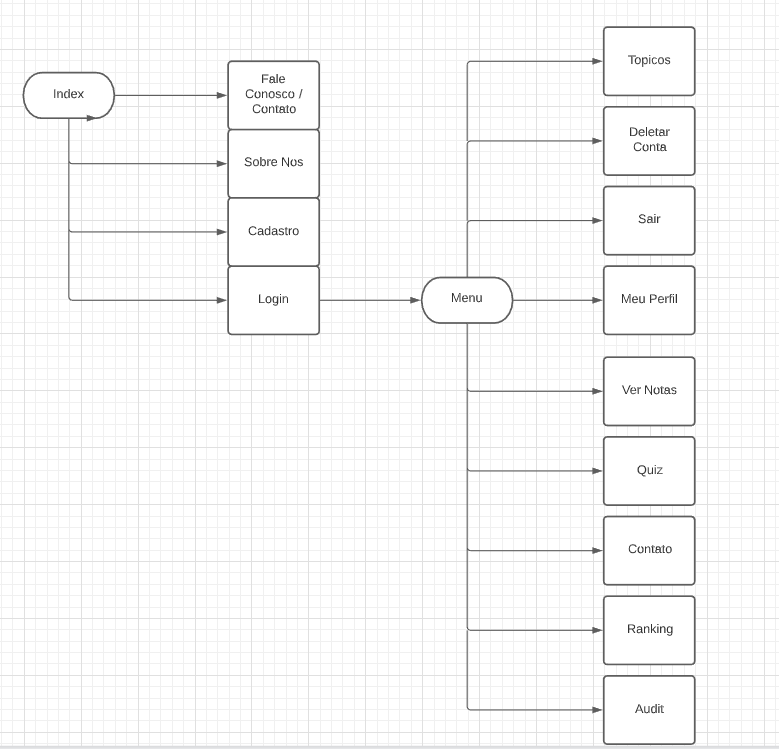 Index
Fale
Conosco /
Contato
Sobre Nos
Cadastro
Login
Menu
Topicos
Deletar
Conta
Sair
Meu Perfil
Ver Notas
Quiz
Contato
Ranking
Audit